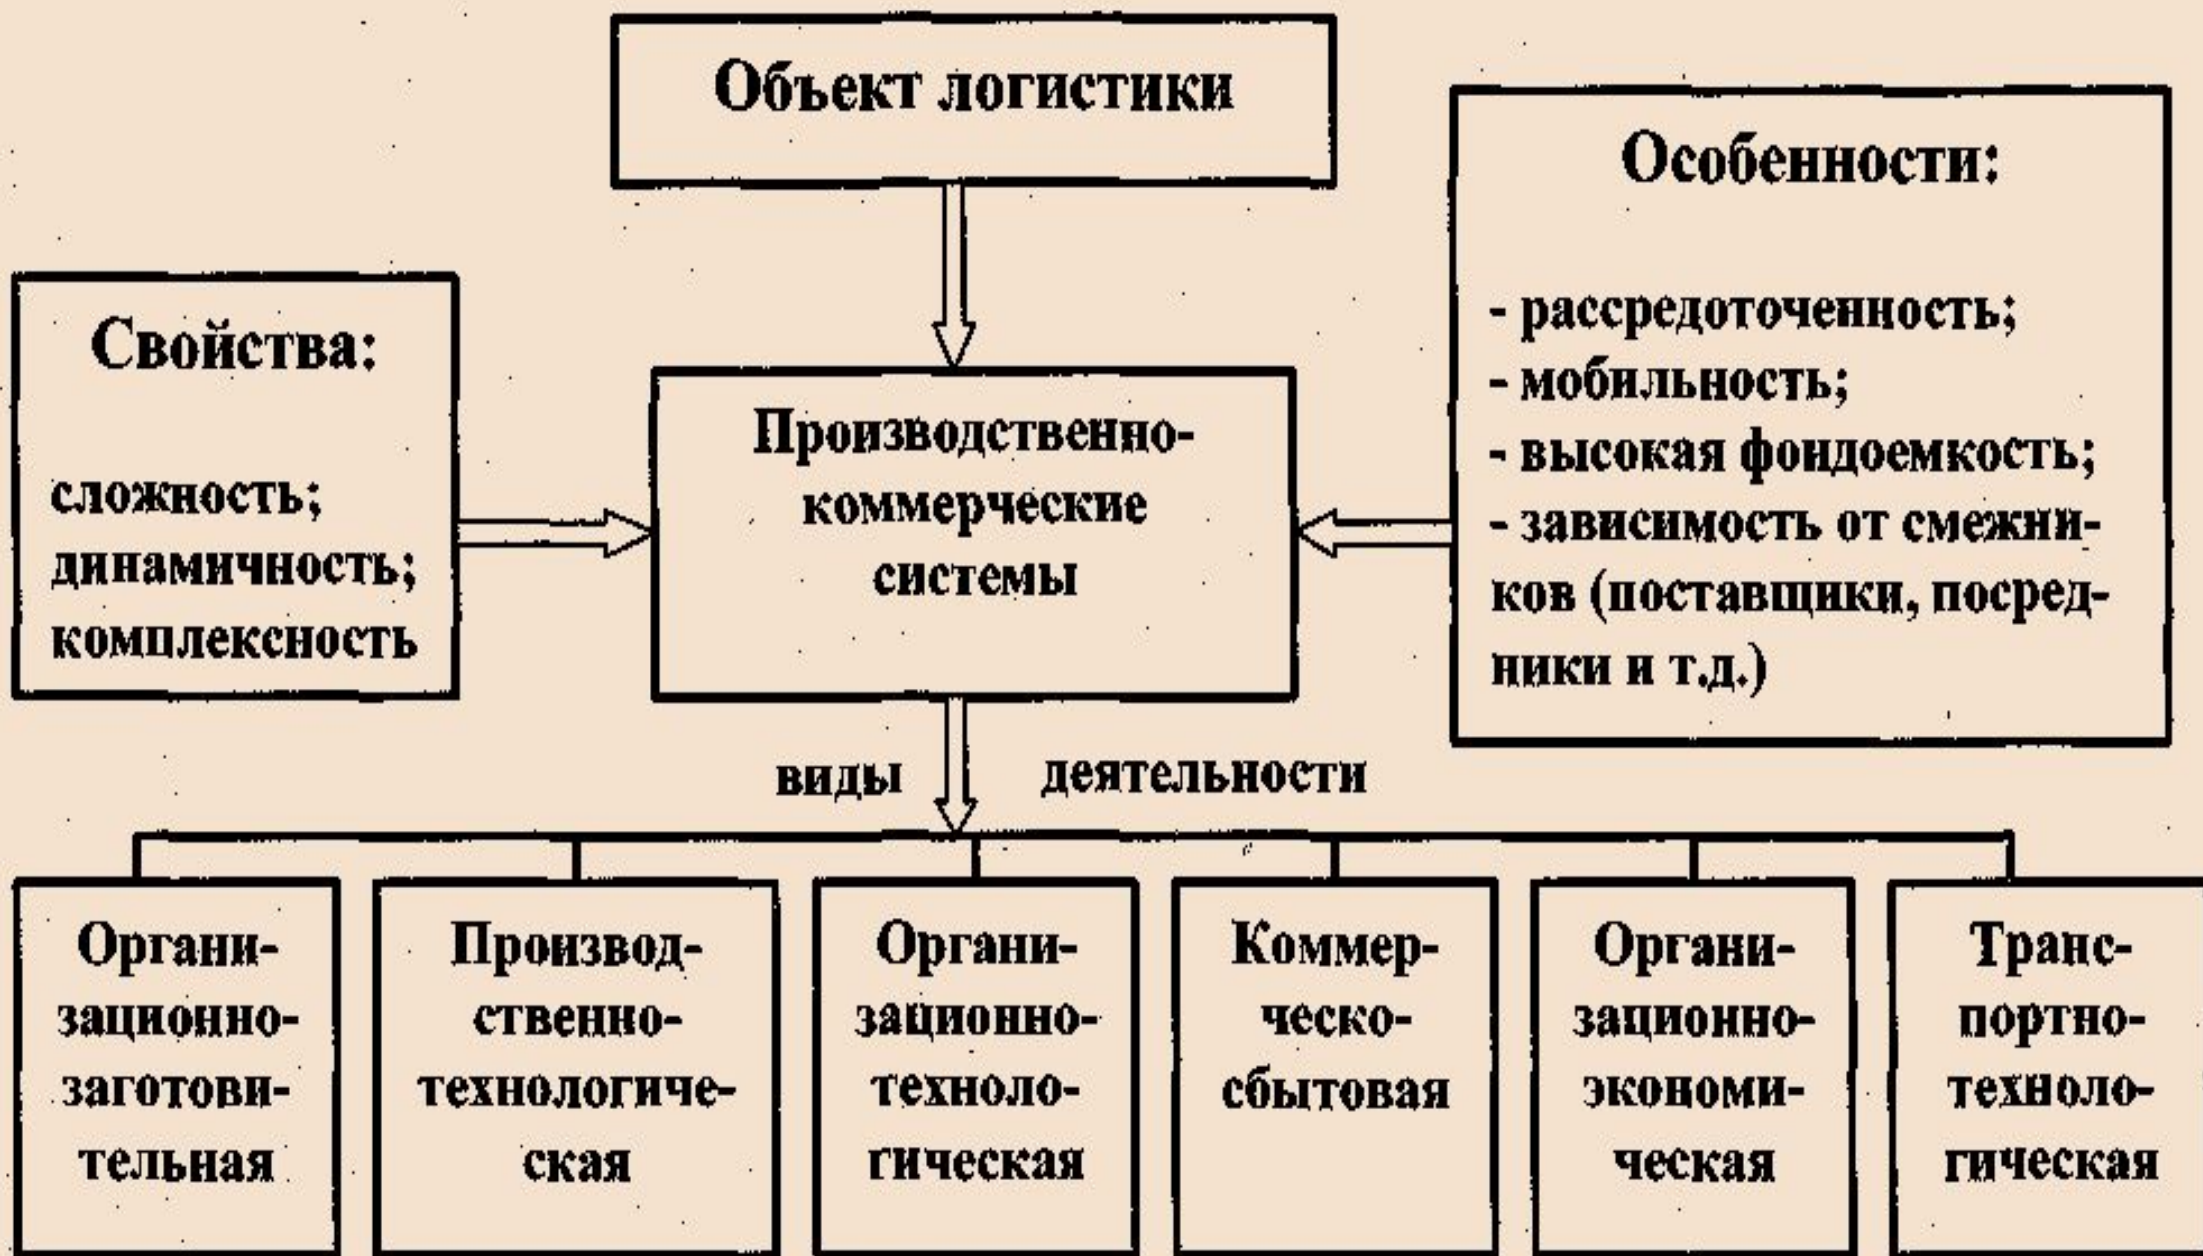 Объект логистики
Свойства:
сложность;
динамичность;
комплексность
Производственно-
коммерческие
системы
Особенности:
- рассредоточенность;
- мобильность;
- высокая фондоемкость;
- зависимость от смежни-
ков (поставщики, посред-
ники и т.д.)
виды деятельности
Органи-
зационно-
заготови-
тельная
Производ-
ственно-
технологиче-
ская
Органи-
зационно-
техноло-
гическая
Коммер-
ческо-
сбытовая
Органи-
зационно-
экономи-
ческая
Транс-
портно-
техноло-
гическая